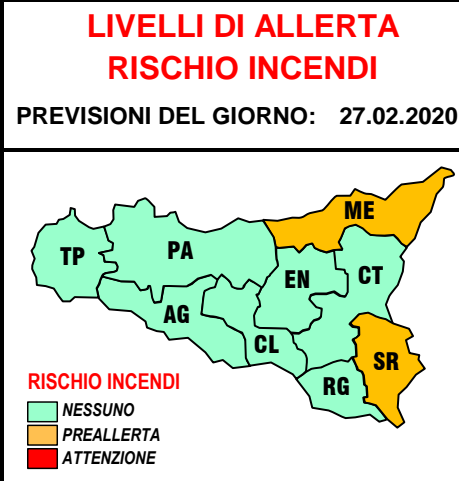 LIVELLI DI ALLERTA
RISCHIO INCENDI
PREVISIONI DEL GIORNO: 27.02.2020
ME
TP
PA
EN
CT
AG
CL
SR
RG
RISCHIO INCENDI
NESSUNO
PREALLERTA
ATTENZIONE